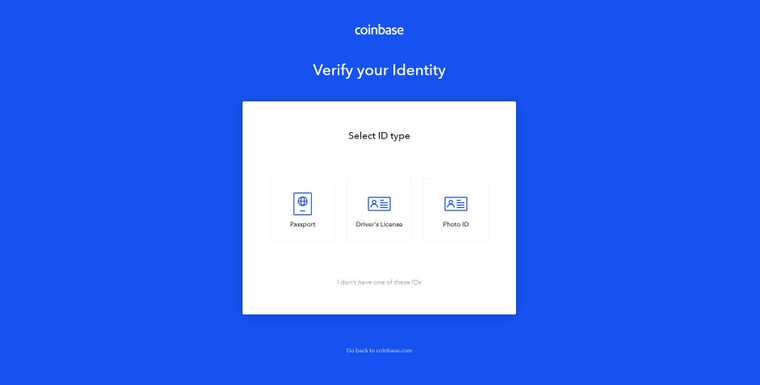 coinbase
Verify your Identity
Select ID type
Passport
Driver's License
Photo ID
I don't have one of these IDs
Go back to coinbase.com